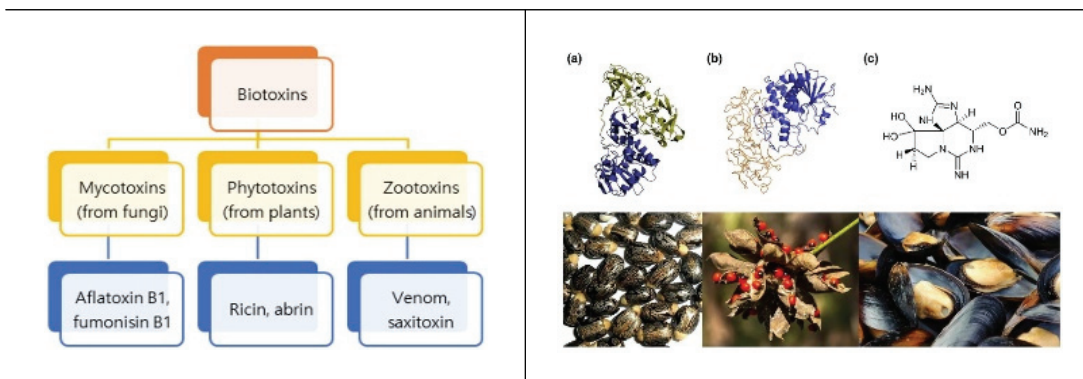 Biotoxins
Mycotoxins
(from fungi)
Phytotoxins
(from plants)
Zootoxins
(from animals)
Aflatoxin B1,
fumonisin B1
Ricin, abrin
Venom,
saxitoxin
(a)
(b)
(c)
H₂N
N
O
HO
HN
H
O
NH₂
HO
N
NH
H
H
NH